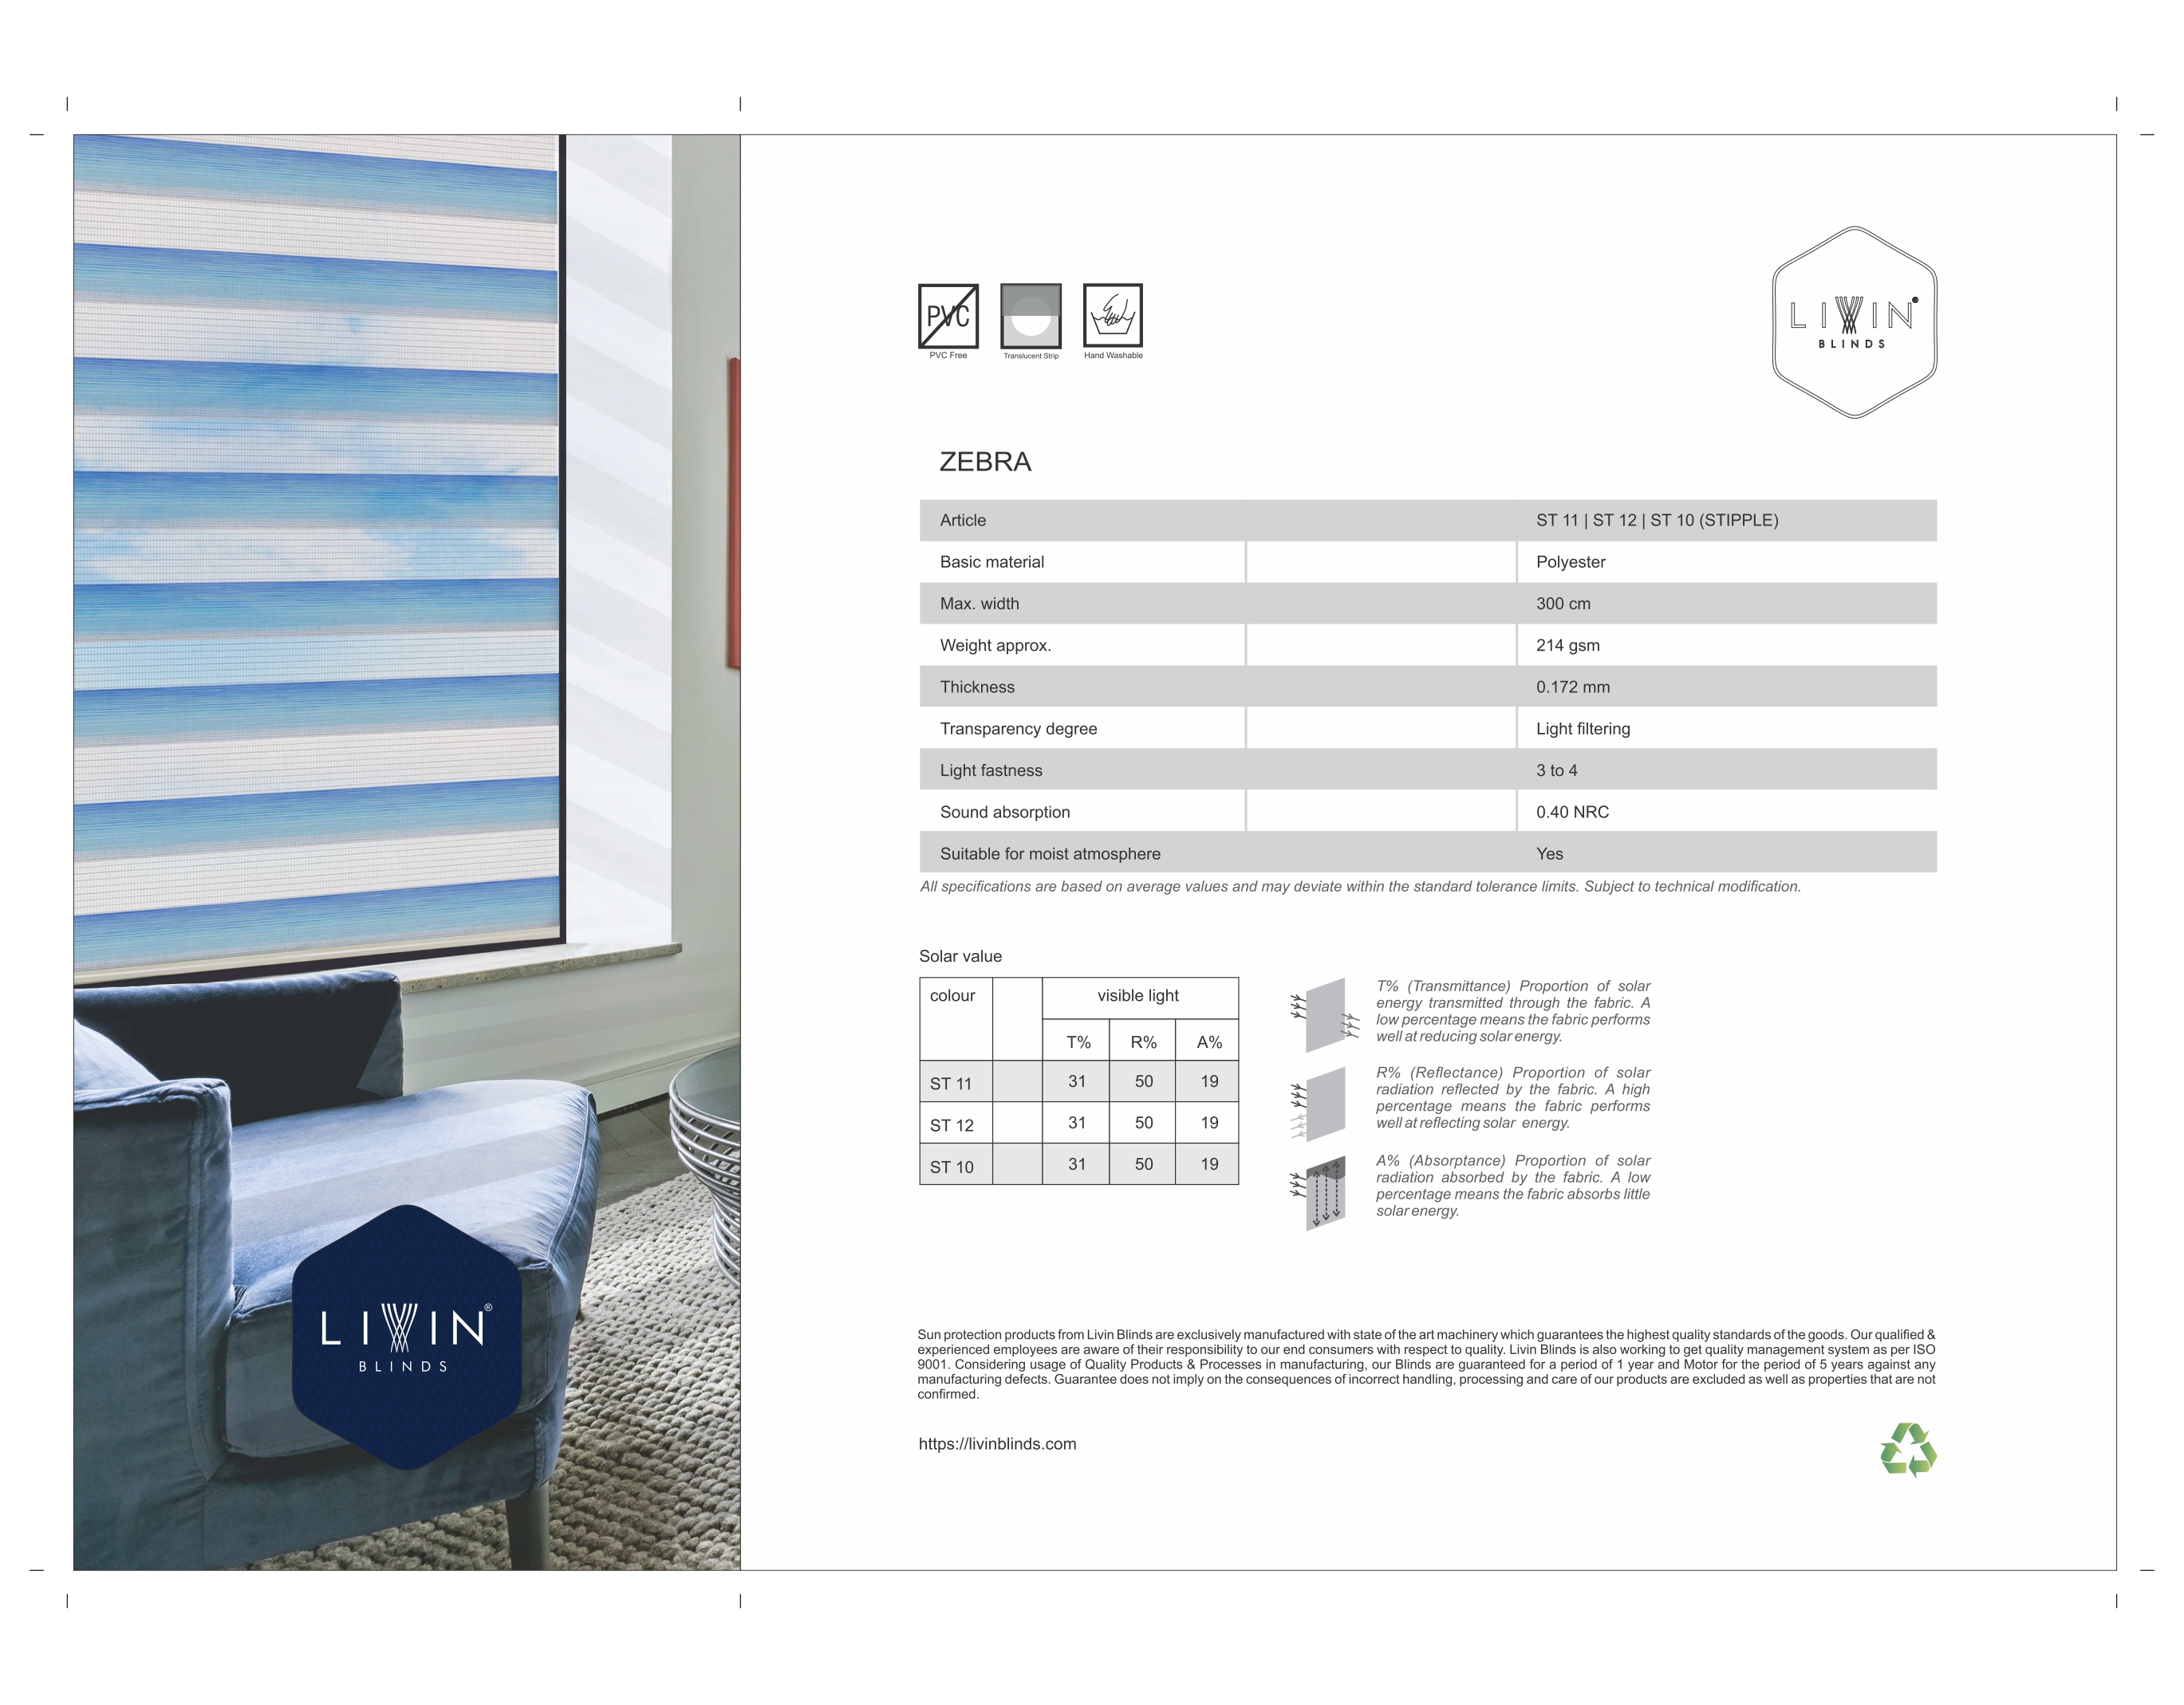 LIVIN®
BLINDS
PVC
PVC Free
Translucent Strip
Hand Washable
LIVIN®
BLINDS
ZEBRA
Article ST 11 | ST 12 | ST 10 (STIPPLE)
Basic material Polyester
Max. width 300 cm
Weight approx. 214 gsm
Thickness 0.172 mm
Transparency degree Light filtering
Light fastness 3 to 4
Sound absorption 0.40 NRC
Suitable for moist atmosphere Yes
All specifications are based on average values and may deviate within the standard tolerance limits. Subject to technical modification.
Solar value
colour visible light
T% R% A%
ST 11 31 50 19
ST 12 31 50 19
ST 10 31 50 19
T% (Transmittance) Proportion of solar
energy transmitted through the fabric. A
low percentage means the fabric performs
well at reducing solar energy.
R% (Reflectance) Proportion of solar
radiation reflected by the fabric. A high
percentage means the fabric performs
well at reflecting solar energy.
A% (Absorptance) Proportion of solar
radiation absorbed by the fabric. A low
percentage means the fabric absorbs little
solar energy.
Sun protection products from Livin Blinds are exclusively manufactured with state of the art machinery which guarantees the highest quality standards of the goods. Our qualified &
experienced employees are aware of their responsibility to our end consumers with respect to quality. Livin Blinds is also working to get quality management system as per ISO
9001. Considering usage of Quality Products & Processes in manufacturing, our Blinds are guaranteed for a period of 1 year and Motor for the period of 5 years against any
manufacturing defects. Guarantee does not imply on the consequences of incorrect handling, processing and care of our products are excluded as well as properties that are not
confirmed.
https://livinblinds.com